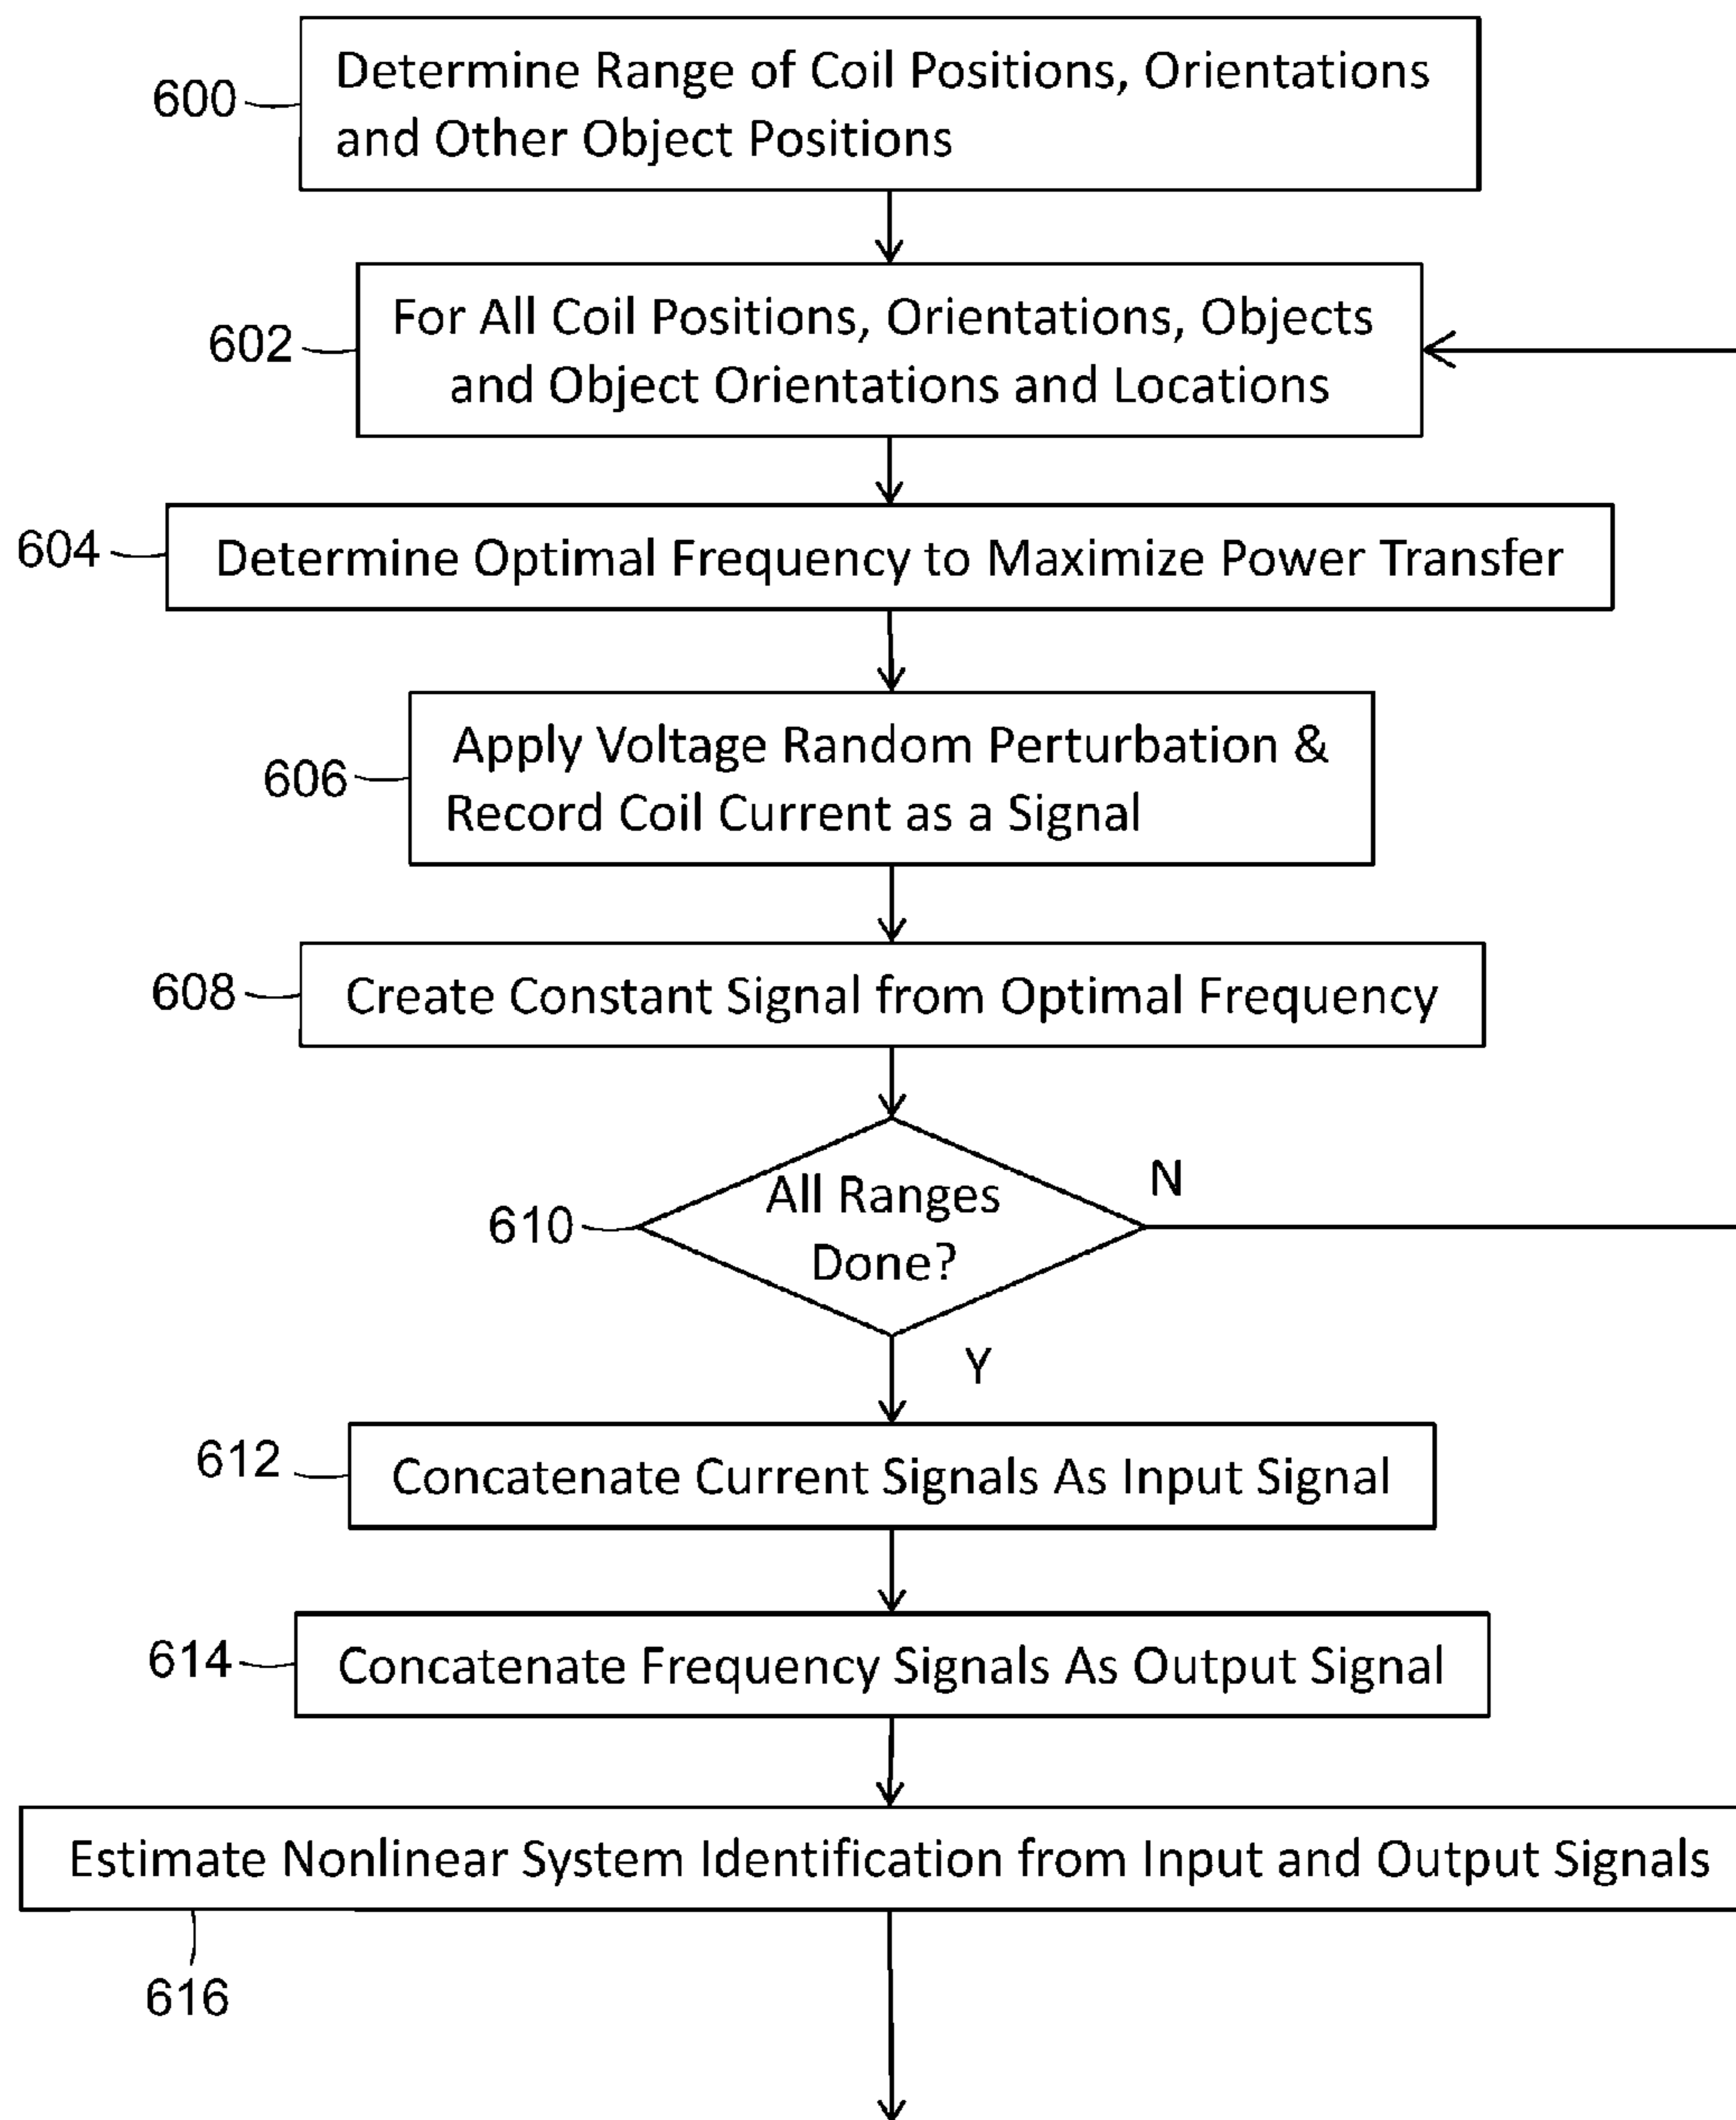 600
Determine Range of Coil Positions, Orientations
and Other Object Positions
602
For All Coil Positions, Orientations, Objects
and Object Orientations and Locations
604
Determine Optimal Frequency to Maximize Power Transfer
606
Apply Voltage Random Perturbation &
Record Coil Current as a Signal
608
Create Constant Signal from Optimal Frequency
610
All Ranges
Done?
N
Y
612
Concatenate Current Signals As Input Signal
614
Concatenate Frequency Signals As Output Signal
Estimate Nonlinear System Identification from Input and Output Signals
616